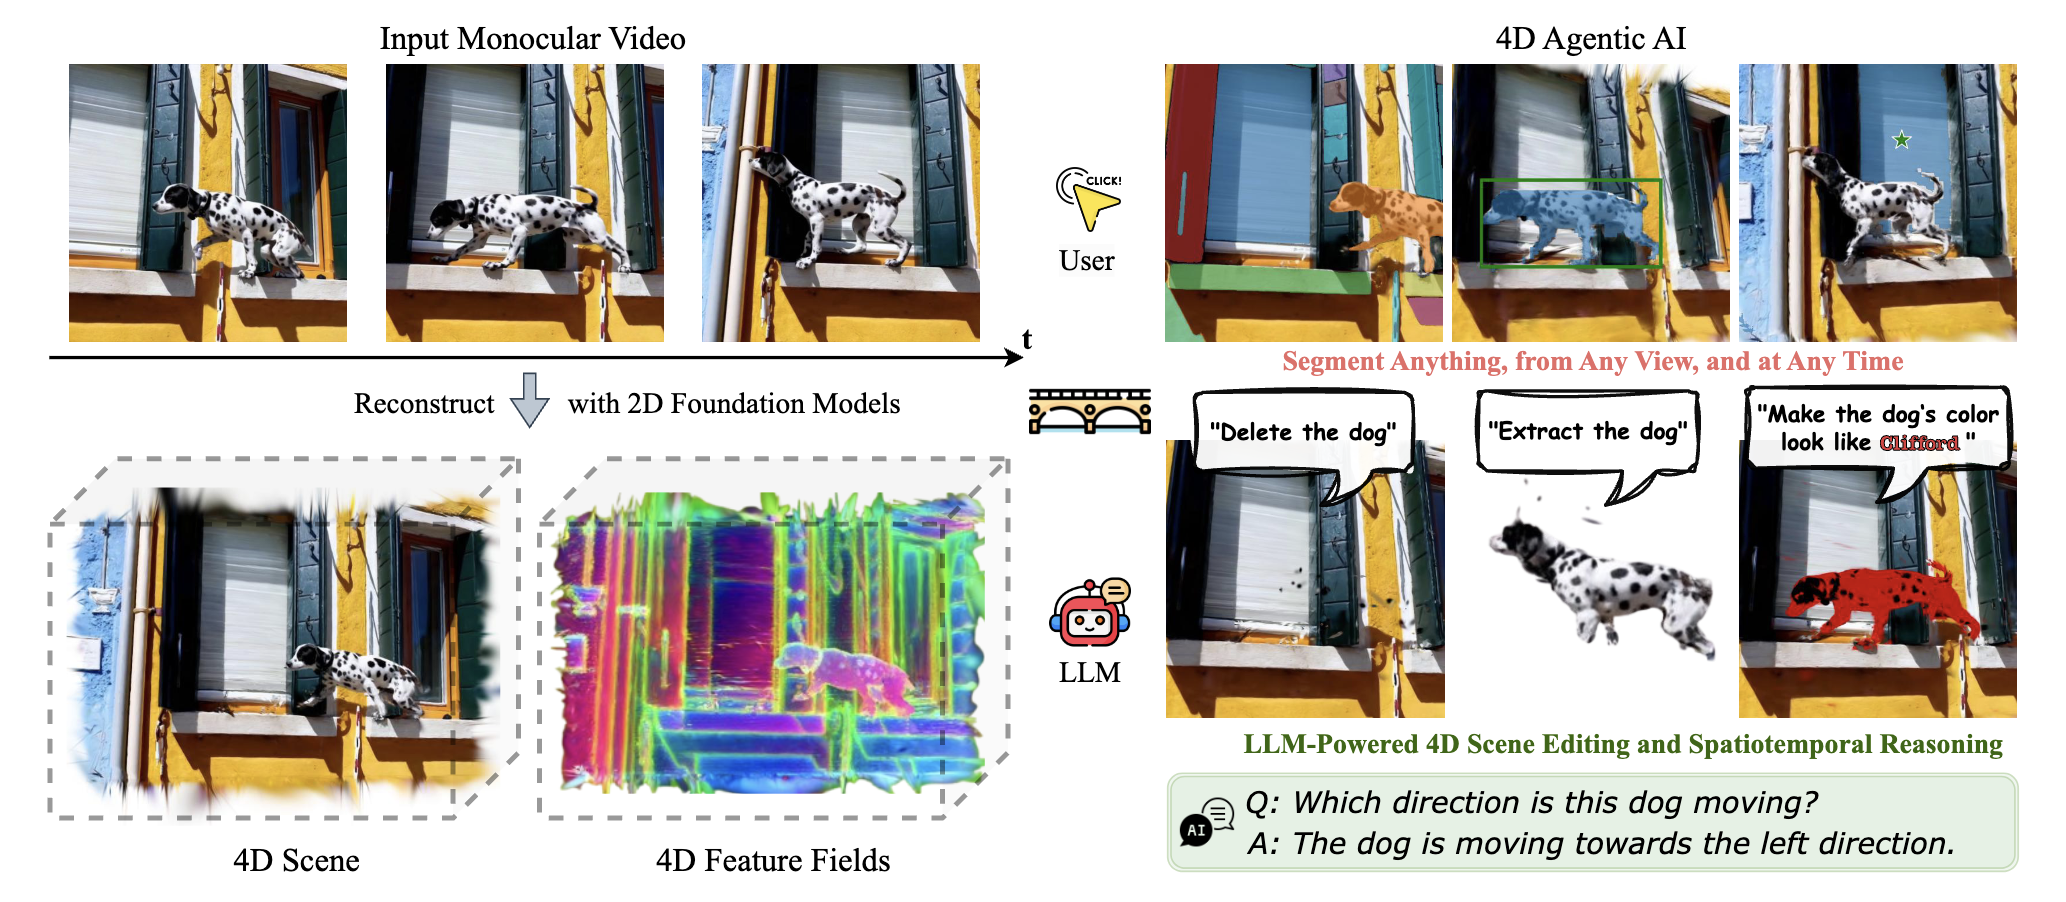 Input Monocular Video
t
Reconstruct with 2D Foundation Models
4D Scene
4D Feature Fields
CLICK!
User
LLM
4D Agentic AI
Segment Anything, from Any View, and at Any Time
"Delete the dog"
"Extract the dog"
"Make the dog's color
look like Clifford "
LLM-Powered 4D Scene Editing and Spatiotemporal Reasoning
AI
Q: Which direction is this dog moving?
A: The dog is moving towards the left direction.